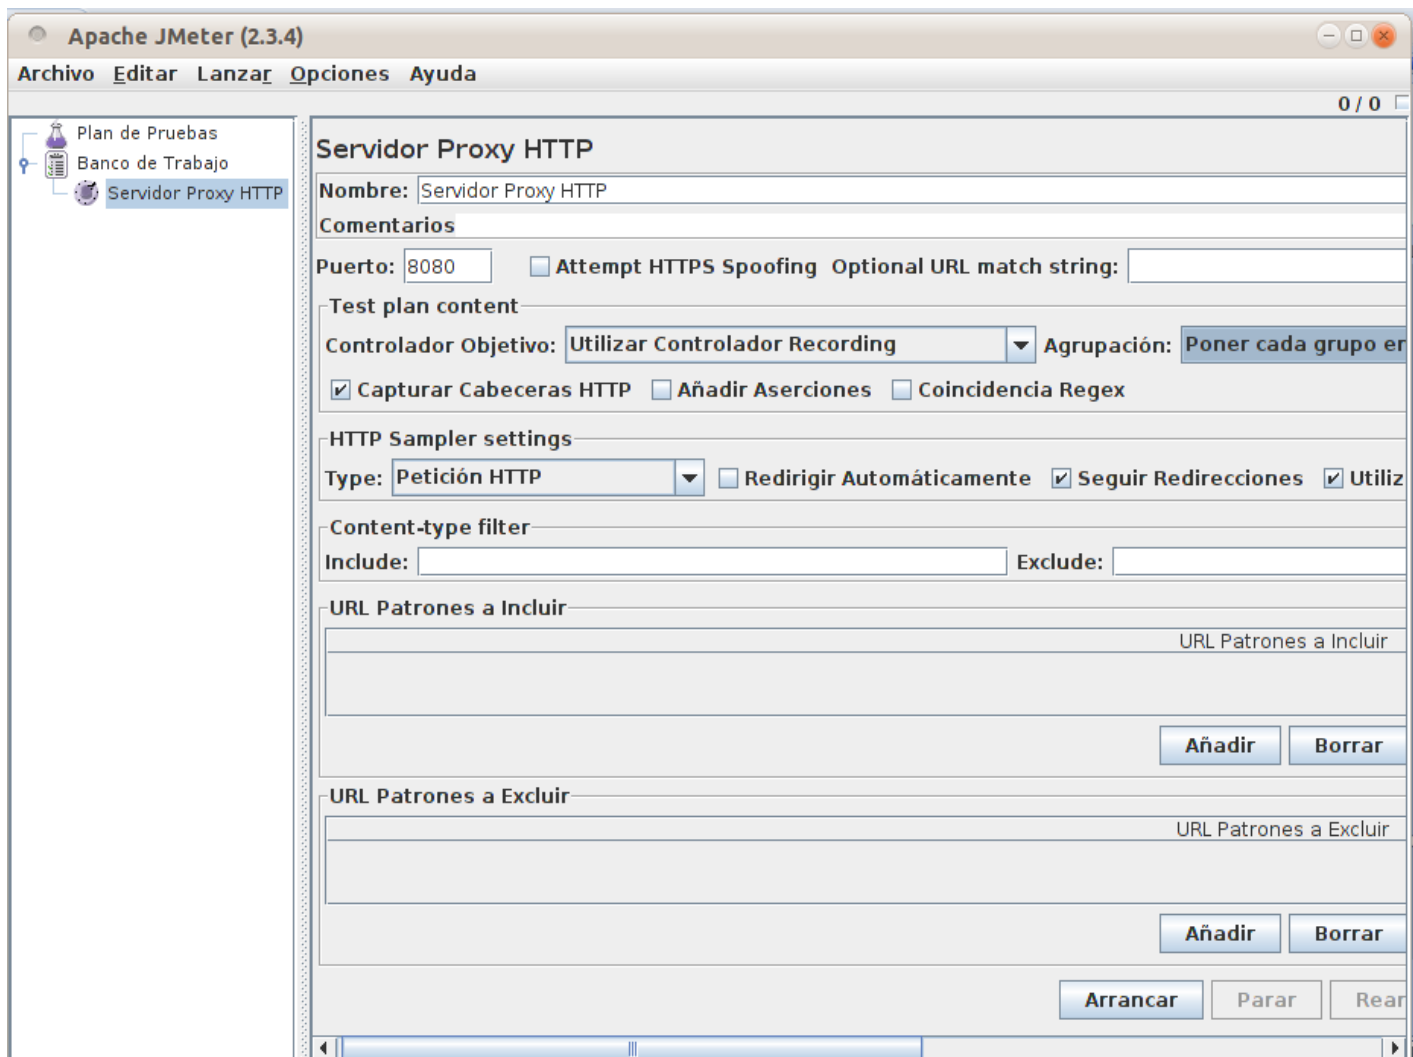 Apache JMeter (2.3.4)
Archivo Editar Lanzar Opciones Ayuda
0 / 0
Plan de Pruebas
Banco de Trabajo
Servidor Proxy HTTP
Servidor Proxy HTTP
Nombre: Servidor Proxy HTTP
Comentarios
Puerto: 8080 Attempt HTTPS Spoofing Optional URL match string:
Test plan content
Controlador Objetivo: Utilizar Controlador Recording Agrupación: Poner cada grupo er
Capturar Cabeceras HTTP Añadir Aserciones Coincidencia Regex
HTTP Sampler settings
Type: Petición HTTP Redirigir Automáticamente Seguir Redirecciones Utiliz
Content-type filter
Include: Exclude:
URL Patrones a Incluir
URL Patrones a Incluir
Añadir Borrar
URL Patrones a Excluir
URL Patrones a Excluir
Añadir Borrar
Arrancar Parar Rear